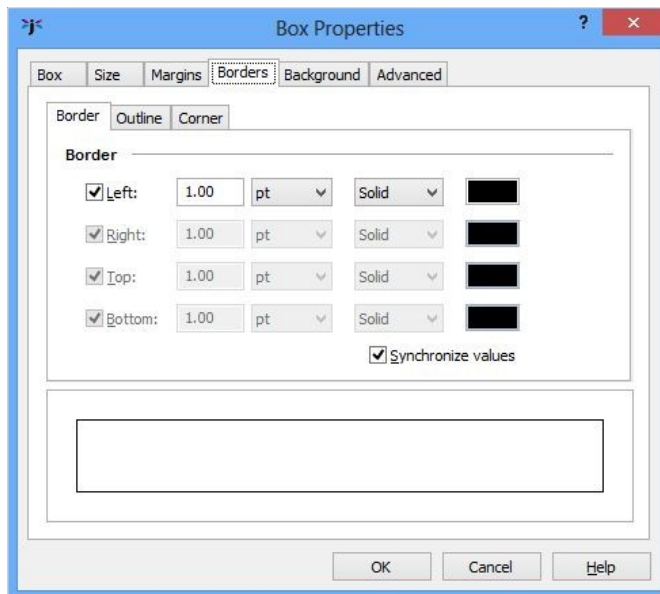 Box Properties ?
Box Size Margins Borders Background Advanced
Border Outline Corner
Border
Left: 1.00 pt Solid
Right: 1.00 pt Solid
Top: 1.00 pt Solid
Bottom: 1.00 pt Solid
Synchronize values
OK Cancel Help